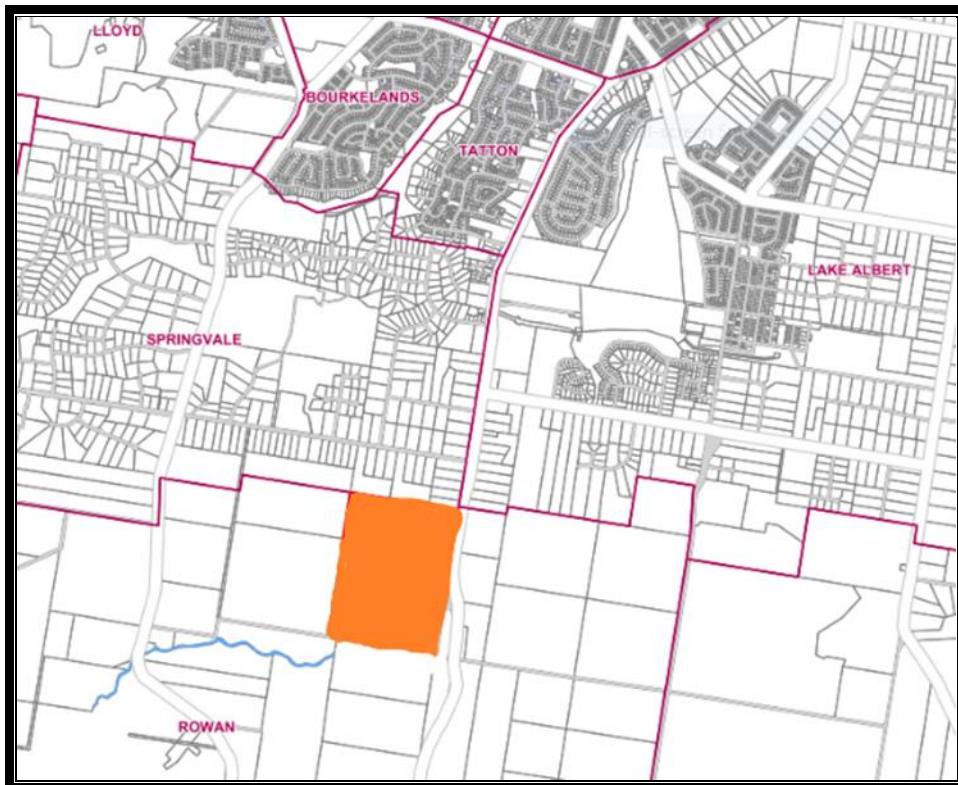 LLOYD
BOURKELANDS
TATTON
LAKE ALBERT
SPRINGVALE
ROWAN